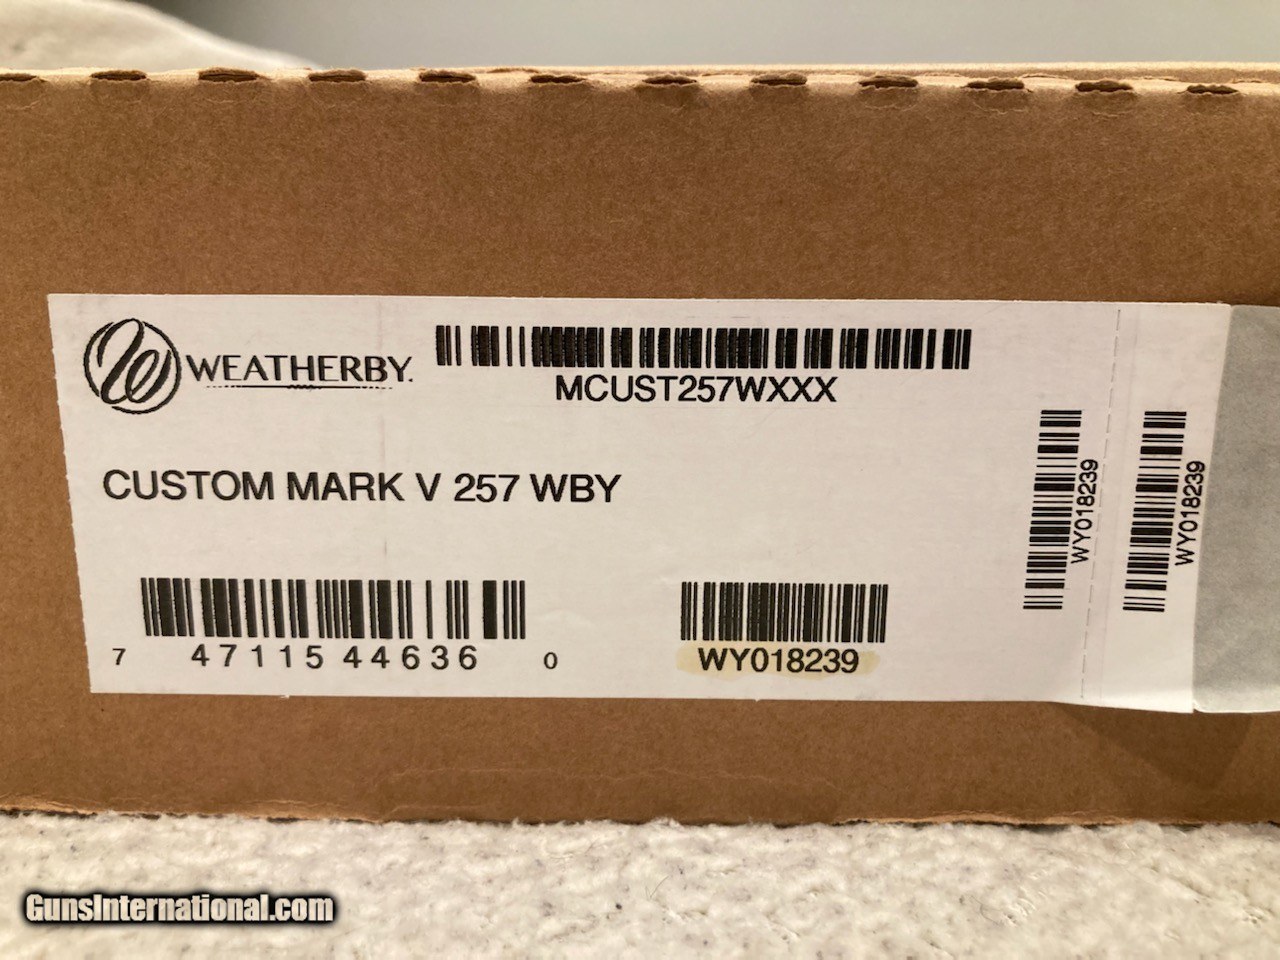 WEATHERBY.
MCUST257WXXX
CUSTOM MARK V 257 WBY
7 47115 44636 0
WY018239
WY018239
WY018239
GunsInternational.com